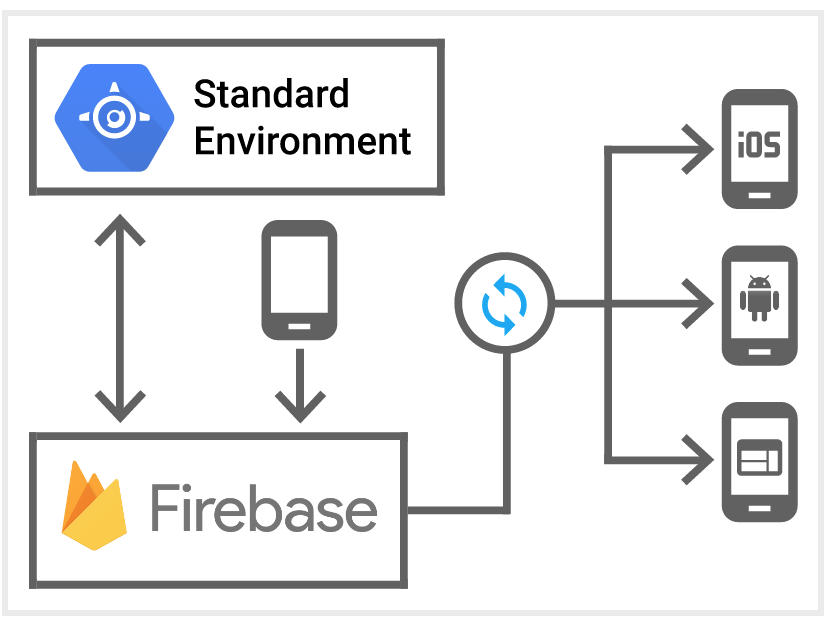 Standard
Environment
iOS
Firebase